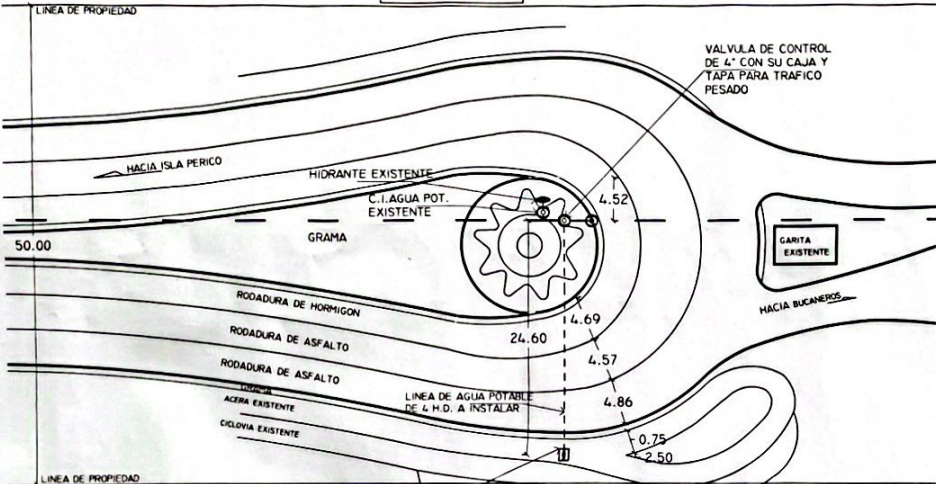 LINEA DE PROPIEDAD
VALVULA DE CONTROL
DE 4" CON SU CAJA Y
TAPA PARA TRAFICO
PESADO
HACIA ISLA PERICO
HIDRANTE EXISTENTE
C.I.AGUA POT.
EXISTENTE
4.52
50.00
GRAMA
GARITA
EXISTENTE
HACIA BUCANEROS
RODADURA DE HORMIGON
4.69
24.60
RODADURA DE ASFALTO
4.57
RODADURA DE ASFALTO
GRAMA
ACERA EXISTENTE
LINEA DE AGUA POTABLE
DE 4 H.D. A INSTALAR
4.86
CICLOVIA EXISTENTE
0.75
2.50
LINEA DE PROPIEDAD